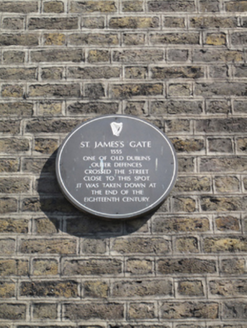 ST. JAMES'S GATE
1555
ONE OF OLD DUBLIN'S
OUTER DEFENCES
CROSSED THE STREET
CLOSE TO THIS SPOT.
IT WAS TAKEN DOWN AT
THE END OF THE
EIGHTEENTH CENTURY.